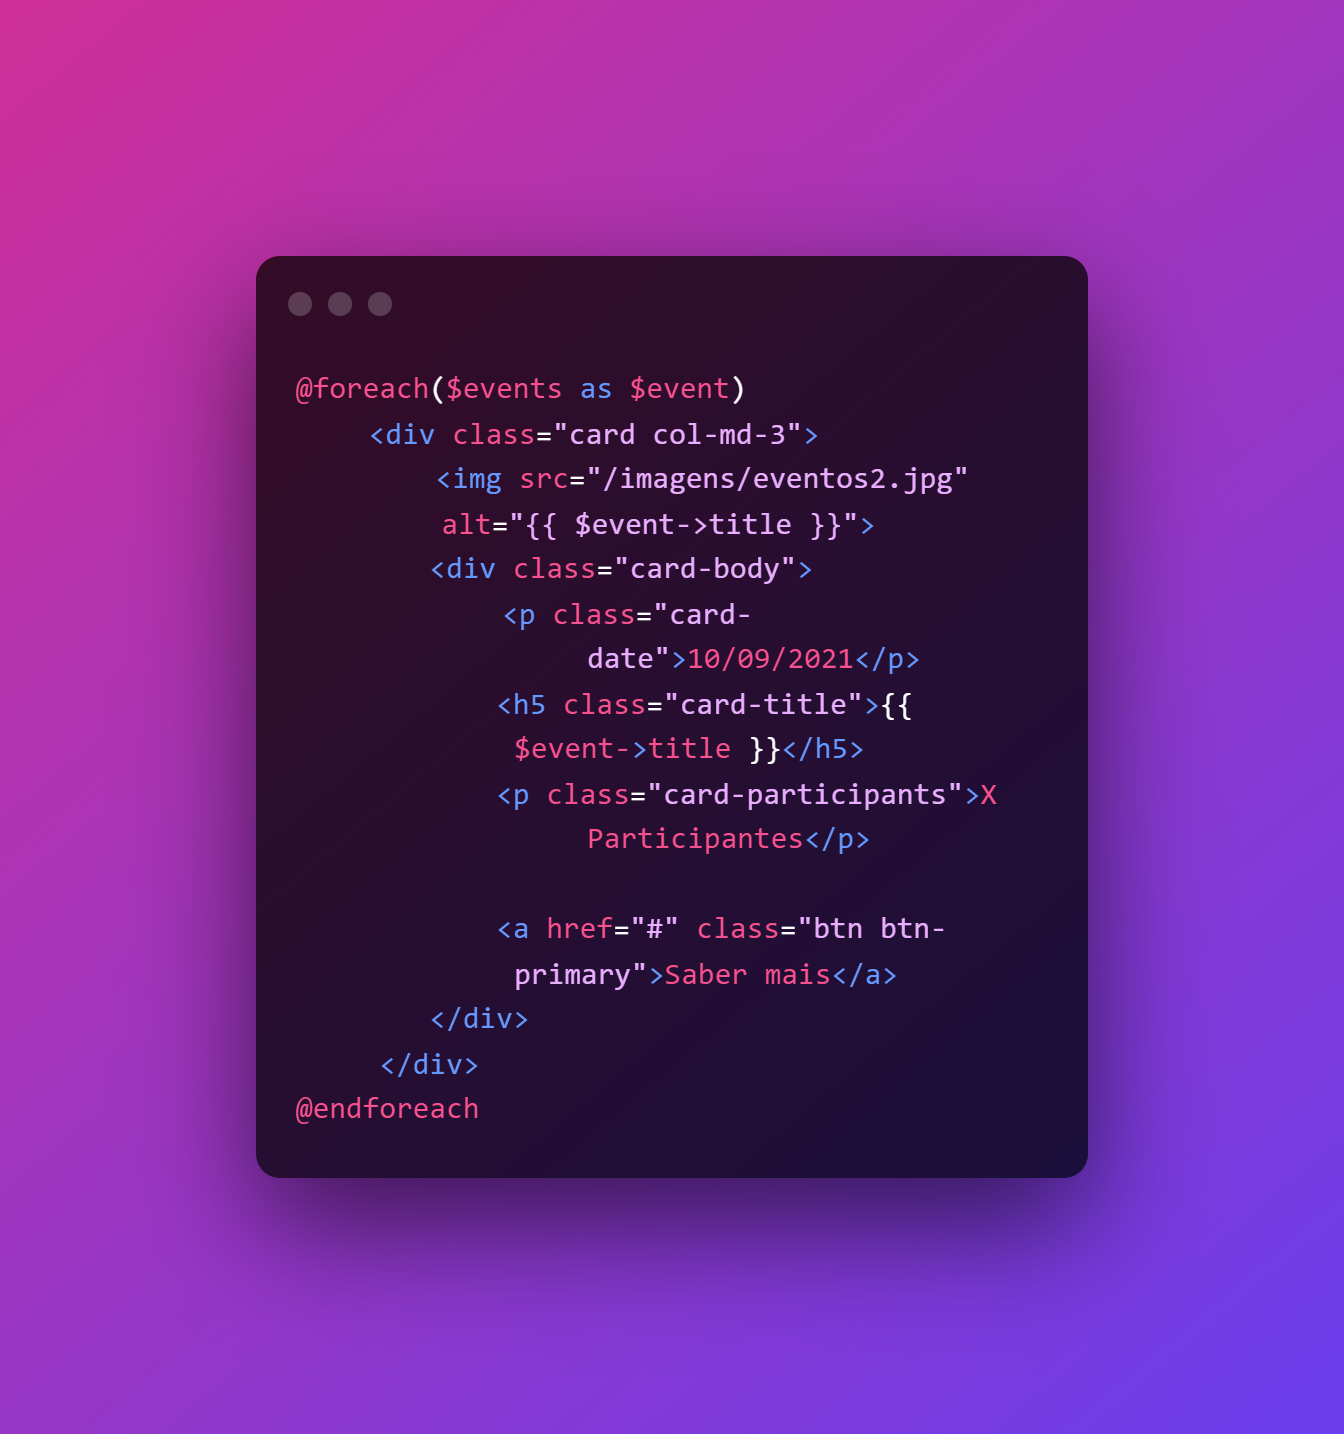 @foreach($events as $event)
<div class="card col-md-3">
<img src="/imagens/eventos2.jpg"
alt="{{ $event->title }}">
<div class="card-body">
<p class="card-
date">10/09/2021</p>
<h5 class="card-title">{{
$event->title }}</h5>
<p class="card-participants">X
Participantes</p>
<a href="#" class="btn btn-
primary">Saber mais</a>
</div>
</div>
@endforeach